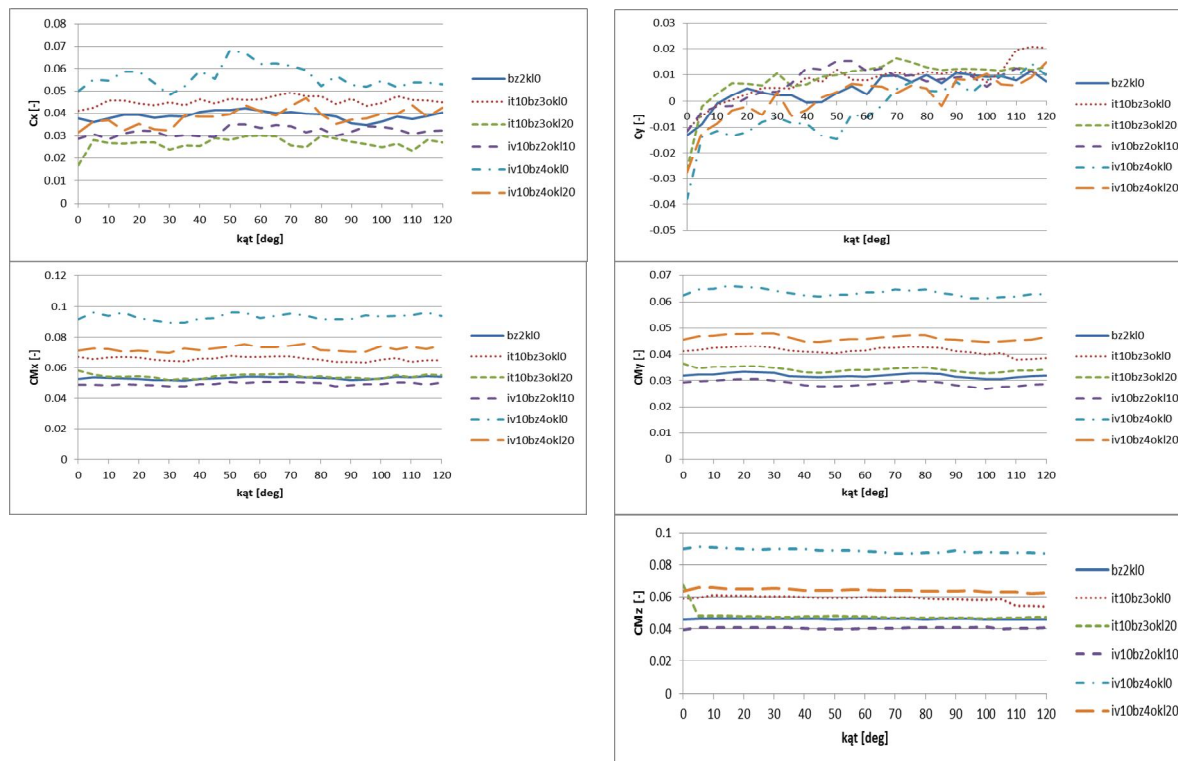 0.08
0.07
0.06
0.05
0.04
0.03
0.02
0.01
0
Cx [-]
0 10 20 30 40 50 60 70 80 90 100 110 120
kąt [deg]
bz2kl0
it10bz3okl0
it10bz3okl20
iv10bz2okl10
iv10bz4okl0
iv10bz4okl20
0.03
0.02
0.01
0
-0.01
-0.02
-0.03
-0.04
-0.05
Cy [-]
0 10 20 30 40 50 60 70 80 90 100 110 120
kąt [deg]
bz2kl0
it10bz3okl0
it10bz3okl20
iv10bz2okl10
iv10bz4okl0
iv10bz4okl20
0.12
0.1
0.08
0.06
0.04
0.02
0
CMx [-]
0 10 20 30 40 50 60 70 80 90 100 110 120
kąt [deg]
bz2kl0
it10bz3okl0
it10bz3okl20
iv10bz2okl10
iv10bz4okl0
iv10bz4okl20
0.07
0.06
0.05
0.04
0.03
0.02
0.01
0
CMy [-]
0 10 20 30 40 50 60 70 80 90 100 110 120
kąt [deg]
bz2kl0
it10bz3okl0
it10bz3okl20
iv10bz2okl10
iv10bz4okl0
iv10bz4okl20
0.1
0.08
0.06
0.04
0.02
0
CMz [-]
0 10 20 30 40 50 60 70 80 90 100 110 120
kąt [deg]
bz2kl0
it10bz3okl0
it10bz3okl20
iv10bz2okl10
iv10bz4okl0
iv10bz4okl20